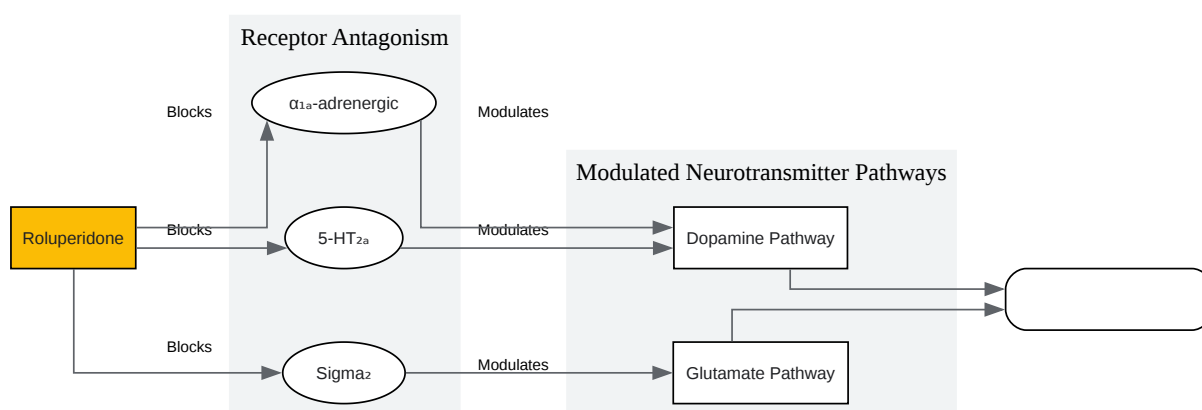 Receptor Antagonism
Blocks
α₁ₐ-adrenergic
Modulates
Modulated Neurotransmitter Pathways
Roluperidone
Blocks
5-HT₂ₐ
Modulates
Dopamine Pathway
Blocks
Sigma₂
Modulates
Glutamate Pathway